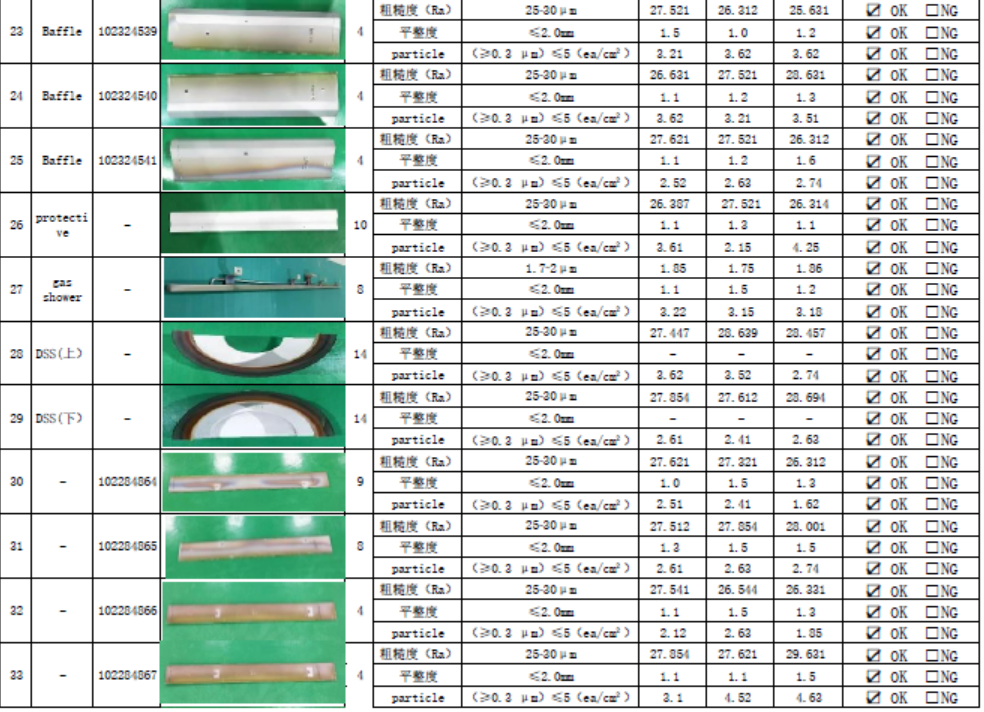 粗糙度（Ra） 25-30μm 27.521 26.312 25.631 ☑ OK □NG
23 Baffle 102324539 4 平整度 ≤2.0mm 1.5 1.0 1.2 ☑ OK □NG
particle （≥0.3 μm）≤5（ea/cm²） 3.21 3.62 3.62 ☑ OK □NG
粗糙度（Ra） 25-30μm 26.631 27.521 28.631 ☑ OK □NG
24 Baffle 102324540 4 平整度 ≤2.0mm 1.1 1.2 1.3 ☑ OK □NG
particle （≥0.3 μm）≤5（ea/cm²） 3.62 3.21 3.51 ☑ OK □NG
粗糙度（Ra） 25-30μm 27.621 27.521 26.312 ☑ OK □NG
25 Baffle 102324541 4 平整度 ≤2.0mm 1.1 1.2 1.6 ☑ OK □NG
particle （≥0.3 μm）≤5（ea/cm²） 2.52 2.63 2.74 ☑ OK □NG
粗糙度（Ra） 25-30μm 26.387 27.521 26.314 ☑ OK □NG
26 protecti
ve - 10 平整度 ≤2.0mm 1.1 1.3 1.1 ☑ OK □NG
particle （≥0.3 μm）≤5（ea/cm²） 3.61 2.15 4.25 ☑ OK □NG
粗糙度（Ra） 1.7-2μm 1.85 1.75 1.86 ☑ OK □NG
27 gas
shower - 8 平整度 ≤2.0mm 1.1 1.5 1.2 ☑ OK □NG
particle （≥0.3 μm）≤5（ea/cm²） 3.22 3.15 3.18 ☑ OK □NG
粗糙度（Ra） 25-30μm 27.447 28.639 28.457 ☑ OK □NG
28 DSS(上) - 14 平整度 ≤2.0mm - - - ☑ OK □NG
particle （≥0.3 μm）≤5（ea/cm²） 3.62 3.52 2.74 ☑ OK □NG
粗糙度（Ra） 25-30μm 27.854 27.612 28.694 ☑ OK □NG
29 DSS(下) - 14 平整度 ≤2.0mm - - - ☑ OK □NG
particle （≥0.3 μm）≤5（ea/cm²） 2.61 2.41 2.63 ☑ OK □NG
粗糙度（Ra） 25-30μm 27.621 27.321 26.312 ☑ OK □NG
30 - 102284864 9 平整度 ≤2.0mm 1.0 1.5 1.3 ☑ OK □NG
particle （≥0.3 μm）≤5（ea/cm²） 2.51 2.41 1.62 ☑ OK □NG
粗糙度（Ra） 25-30μm 27.512 27.854 28.001 ☑ OK □NG
31 - 102284865 8 平整度 ≤2.0mm 1.3 1.5 1.5 ☑ OK □NG
particle （≥0.3 μm）≤5（ea/cm²） 2.61 2.63 2.74 ☑ OK □NG
粗糙度（Ra） 25-30μm 27.541 26.544 26.331 ☑ OK □NG
32 - 102284866 4 平整度 ≤2.0mm 1.1 1.5 1.3 ☑ OK □NG
particle （≥0.3 μm）≤5（ea/cm²） 2.12 2.63 1.85 ☑ OK □NG
粗糙度（Ra） 25-30μm 27.854 27.621 29.631 ☑ OK □NG
33 - 102284867 4 平整度 ≤2.0mm 1.1 1.1 1.5 ☑ OK □NG
particle （≥0.3 μm）≤5（ea/cm²） 3.1 4.52 4.63 ☑ OK □NG